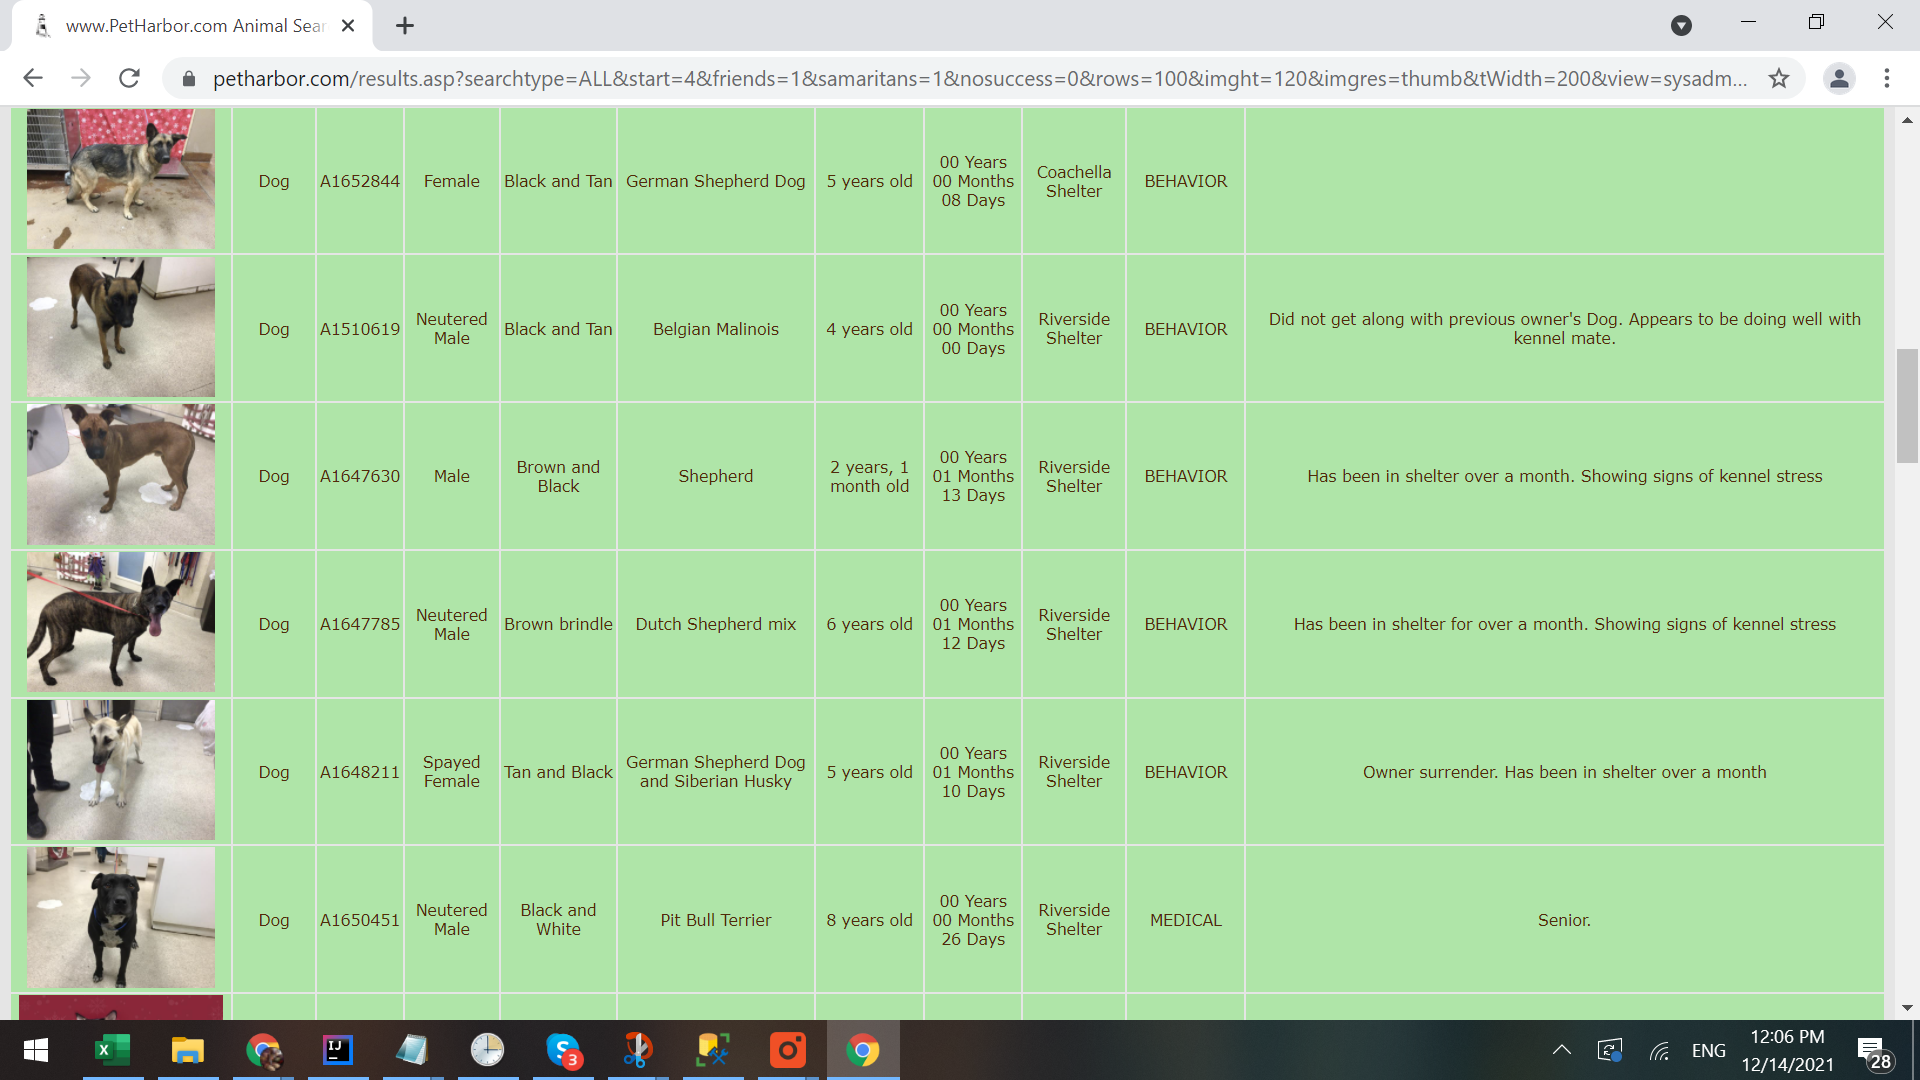 www.PetHarbor.com Animal Sear
petharbor.com/results.asp?searchtype=ALL&start=4&friends=1&samaritans=1&nosuccess=0&rows=100&imght=120&imgres=thumb&tWidth=200&view=sysadm...
Dog
A1652844
Female
Black and Tan
German Shepherd Dog
5 years old
00 Years
00 Months
08 Days
Coachella
Shelter
BEHAVIOR
Dog
A1510619
Neutered
Male
Black and Tan
Belgian Malinois
4 years old
00 Years
00 Months
00 Days
Riverside
Shelter
BEHAVIOR
Did not get along with previous owner's Dog. Appears to be doing well with
kennel mate.
Dog
A1647630
Male
Brown and
Black
Shepherd
2 years, 1
month old
00 Years
01 Months
13 Days
Riverside
Shelter
BEHAVIOR
Has been in shelter over a month. Showing signs of kennel stress
Dog
A1647785
Neutered
Male
Brown brindle
Dutch Shepherd mix
6 years old
00 Years
01 Months
12 Days
Riverside
Shelter
BEHAVIOR
Has been in shelter for over a month. Showing signs of kennel stress
Dog
A1648211
Spayed
Female
Tan and Black
German Shepherd Dog
and Siberian Husky
5 years old
00 Years
01 Months
10 Days
Riverside
Shelter
BEHAVIOR
Owner surrender. Has been in shelter over a month
Dog
A1650451
Neutered
Male
Black and
White
Pit Bull Terrier
8 years old
00 Years
00 Months
26 Days
Riverside
Shelter
MEDICAL
Senior.
X
IJ
S
3
ENG
12:06 PM
12/14/2021
28